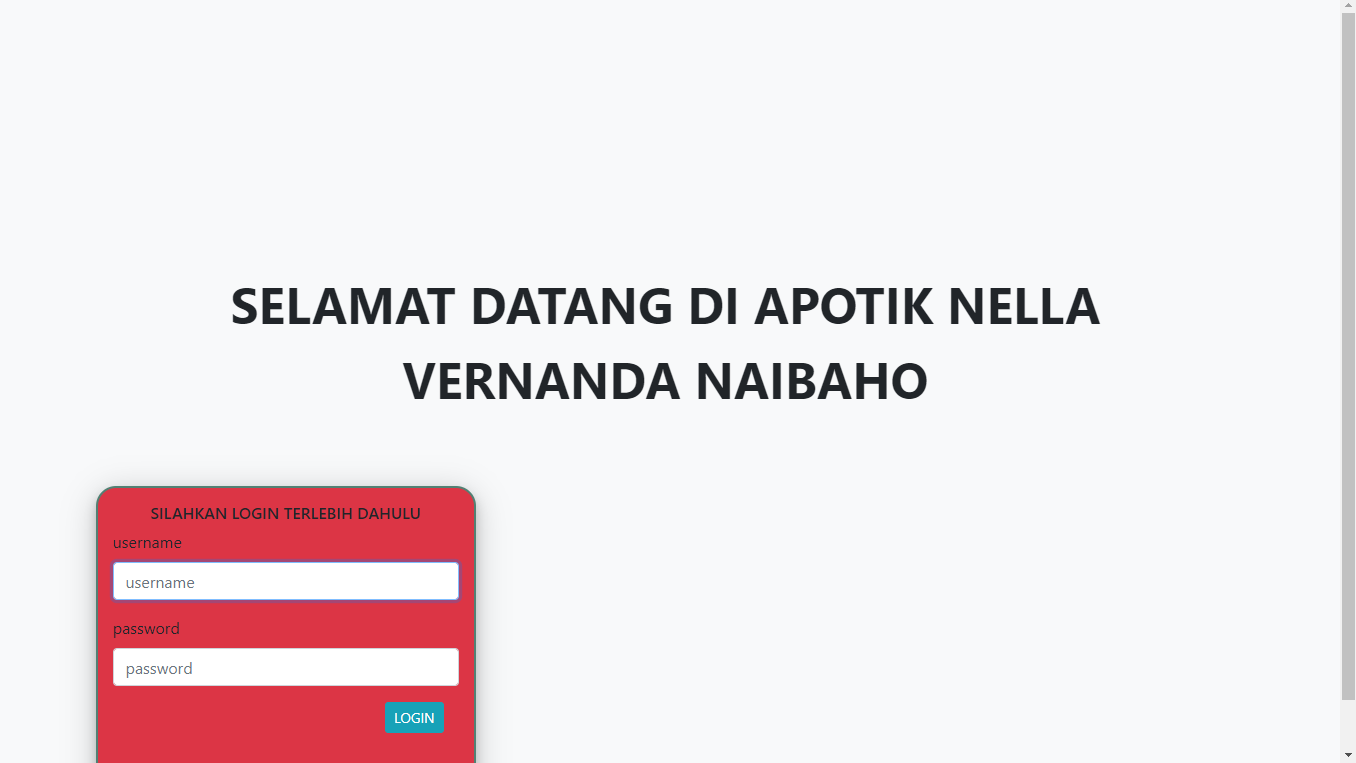 SELAMAT DATANG DI APOTIK NELLA
VERNANDA NAIBAHO
SILAHKAN LOGIN TERLEBIH DAHULU
username
username
password
password
LOGIN